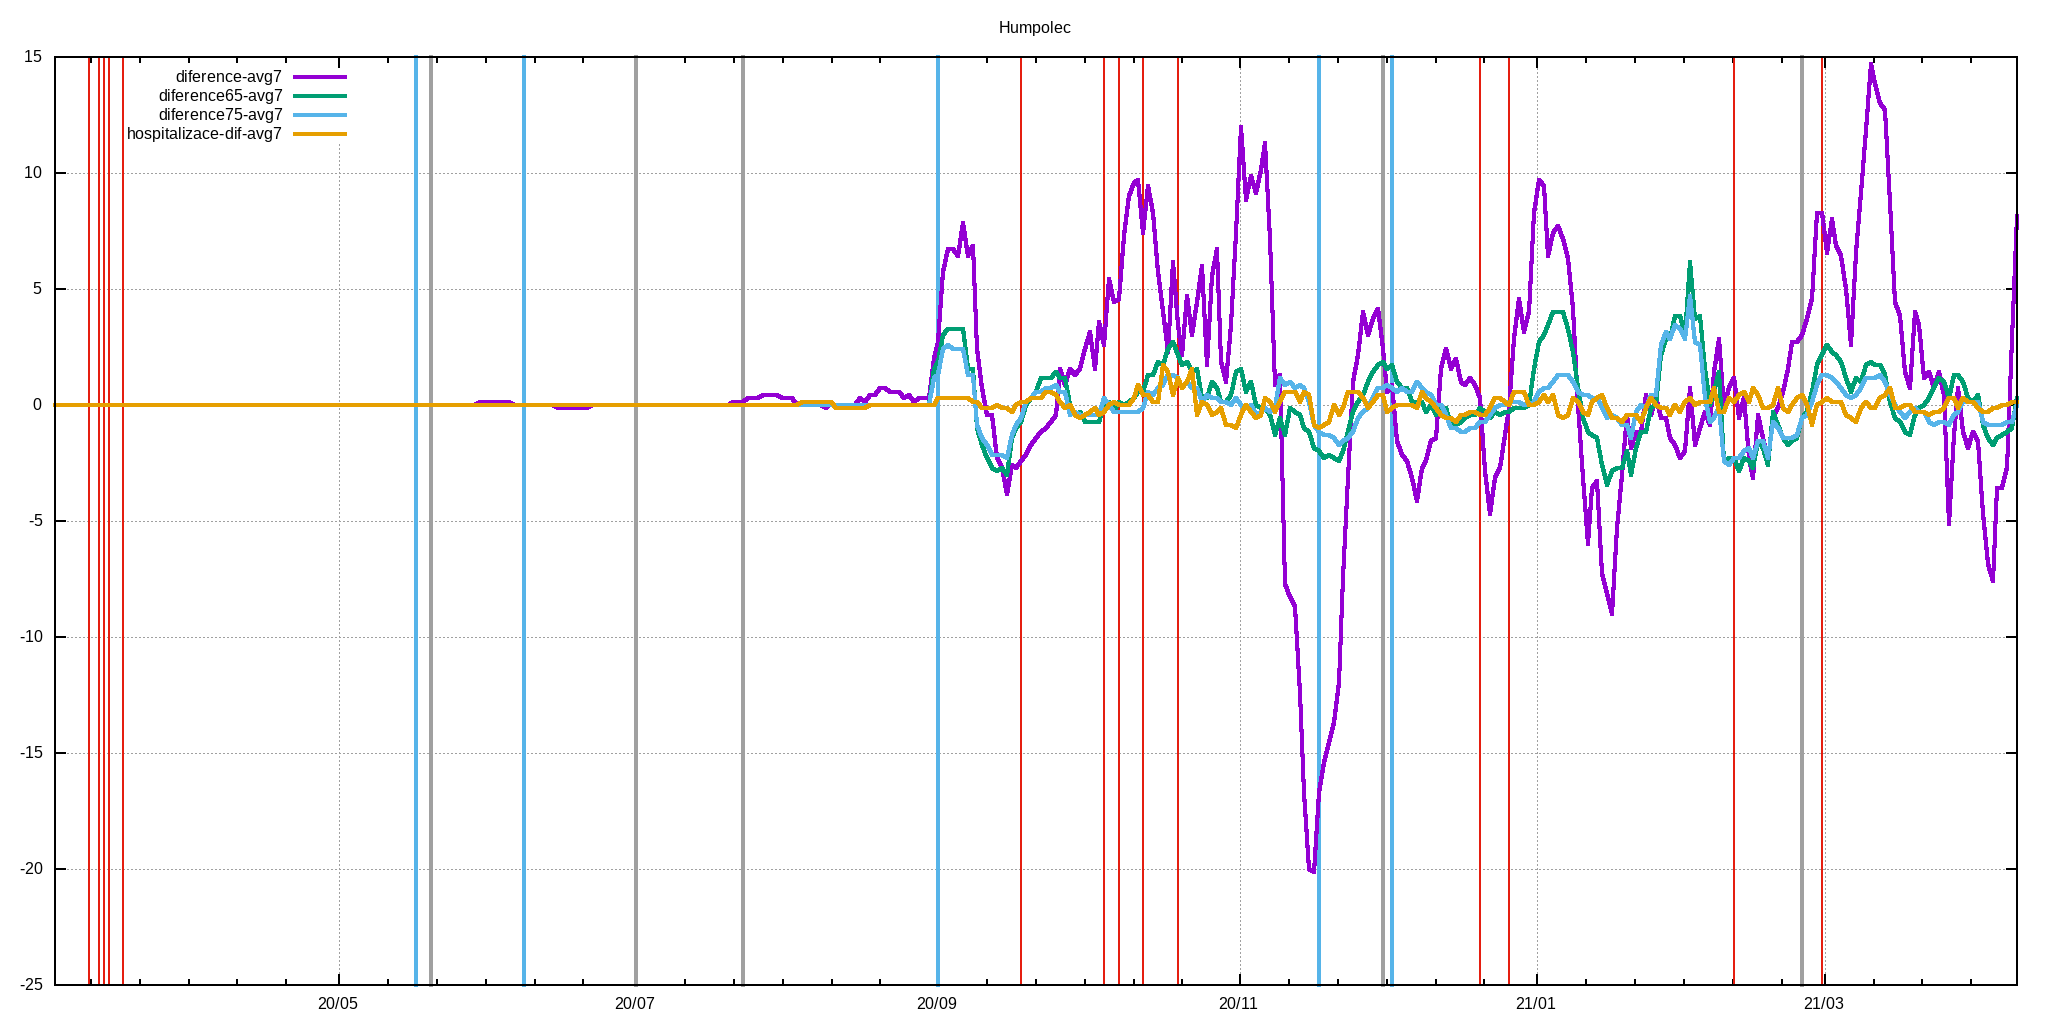 Humpolec
15
diference-avg7
diference65-avg7
diference75-avg7
hospitalizace-dif-avg7
10
5
0
-5
-10
-15
-20
-25
20/05 20/07 20/09 20/11 21/01 21/03